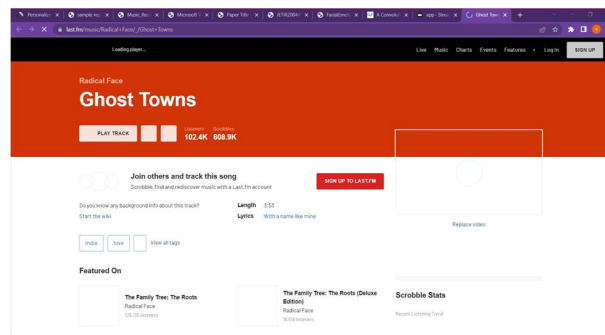 Personaliz
sample rep
Music_Rec
Microsoft
Paper Title
JETIR2004
FacialEmot
A Convolut
app · Strea
Ghost Tow
last.fm/music/Radical+Face/_/Ghost+Towns
Loading player...
Live Music Charts Events Features
Log In
SIGN UP
Radical Face
Ghost Towns
PLAY TRACK
Listeners Scrobbles
102.4K 608.9K
Join others and track this song
Scrobble, find and rediscover music with a Last.fm account
SIGN UP TO LAST.FM
Do you know any background info about this track?
Start the wiki
Length 3:53
Lyrics With a name like mine
Replace video
indie
love
View all tags
Featured On
The Family Tree: The Roots
Radical Face
The Family Tree: The Roots (Deluxe
Edition)
Radical Face
Scrobble Stats
Recent Listening Trend